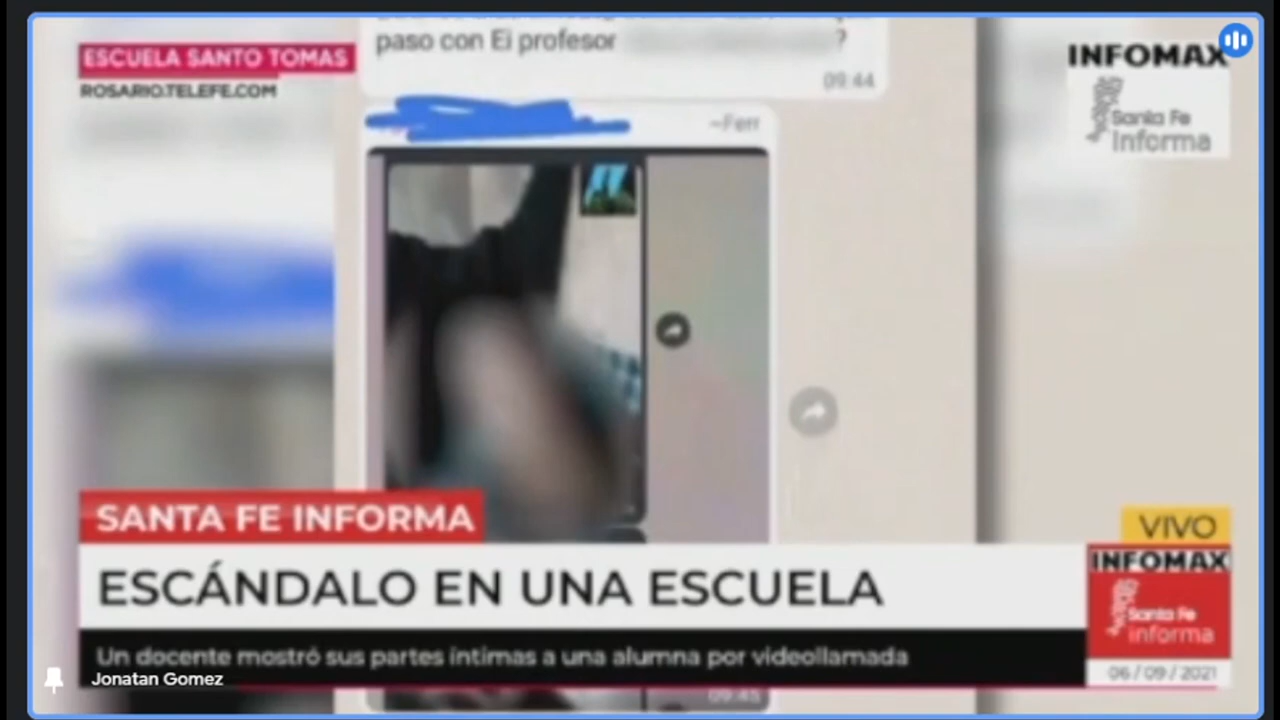 paso con Ei profesor ?
ESCUELA SANTO TOMAS
INFOMAX
ROSARIO.TELEFE.COM
09:44
~Ferr
Santa Fe
Informa
SANTA FE INFORMA
VIVO
ESCÁNDALO EN UNA ESCUELA
INFOMAX
Santa Fe
informa
Un docente mostró sus partes íntimas a una alumna por videollamada
06/09/2021
Jonatan Gomez
09:45